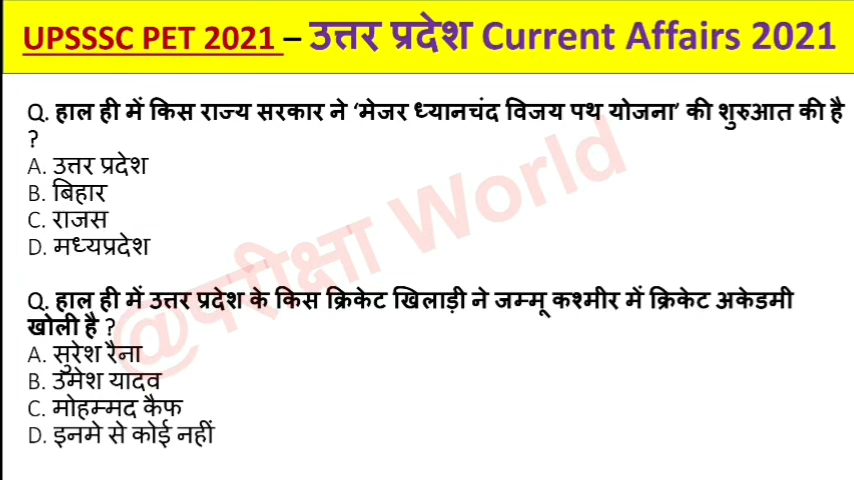 UPSSSC PET 2021 – उत्तर प्रदेश Current Affairs 2021
Q. हाल ही में किस राज्य सरकार ने ‘मेजर ध्यानचंद विजय पथ योजना’ की शुरुआत की है
?
A. उत्तर प्रदेश
B. बिहार
C. राजस
D. मध्यप्रदेश
Q. हाल ही में उत्तर प्रदेश के किस क्रिकेट खिलाड़ी ने जम्मू कश्मीर में क्रिकेट अकेडमी
खोली है ?
A. सुरेश रैना
B. उमेश यादव
C. मोहम्मद कैफ
D. इनमे से कोई नहीं
@परीक्षा World